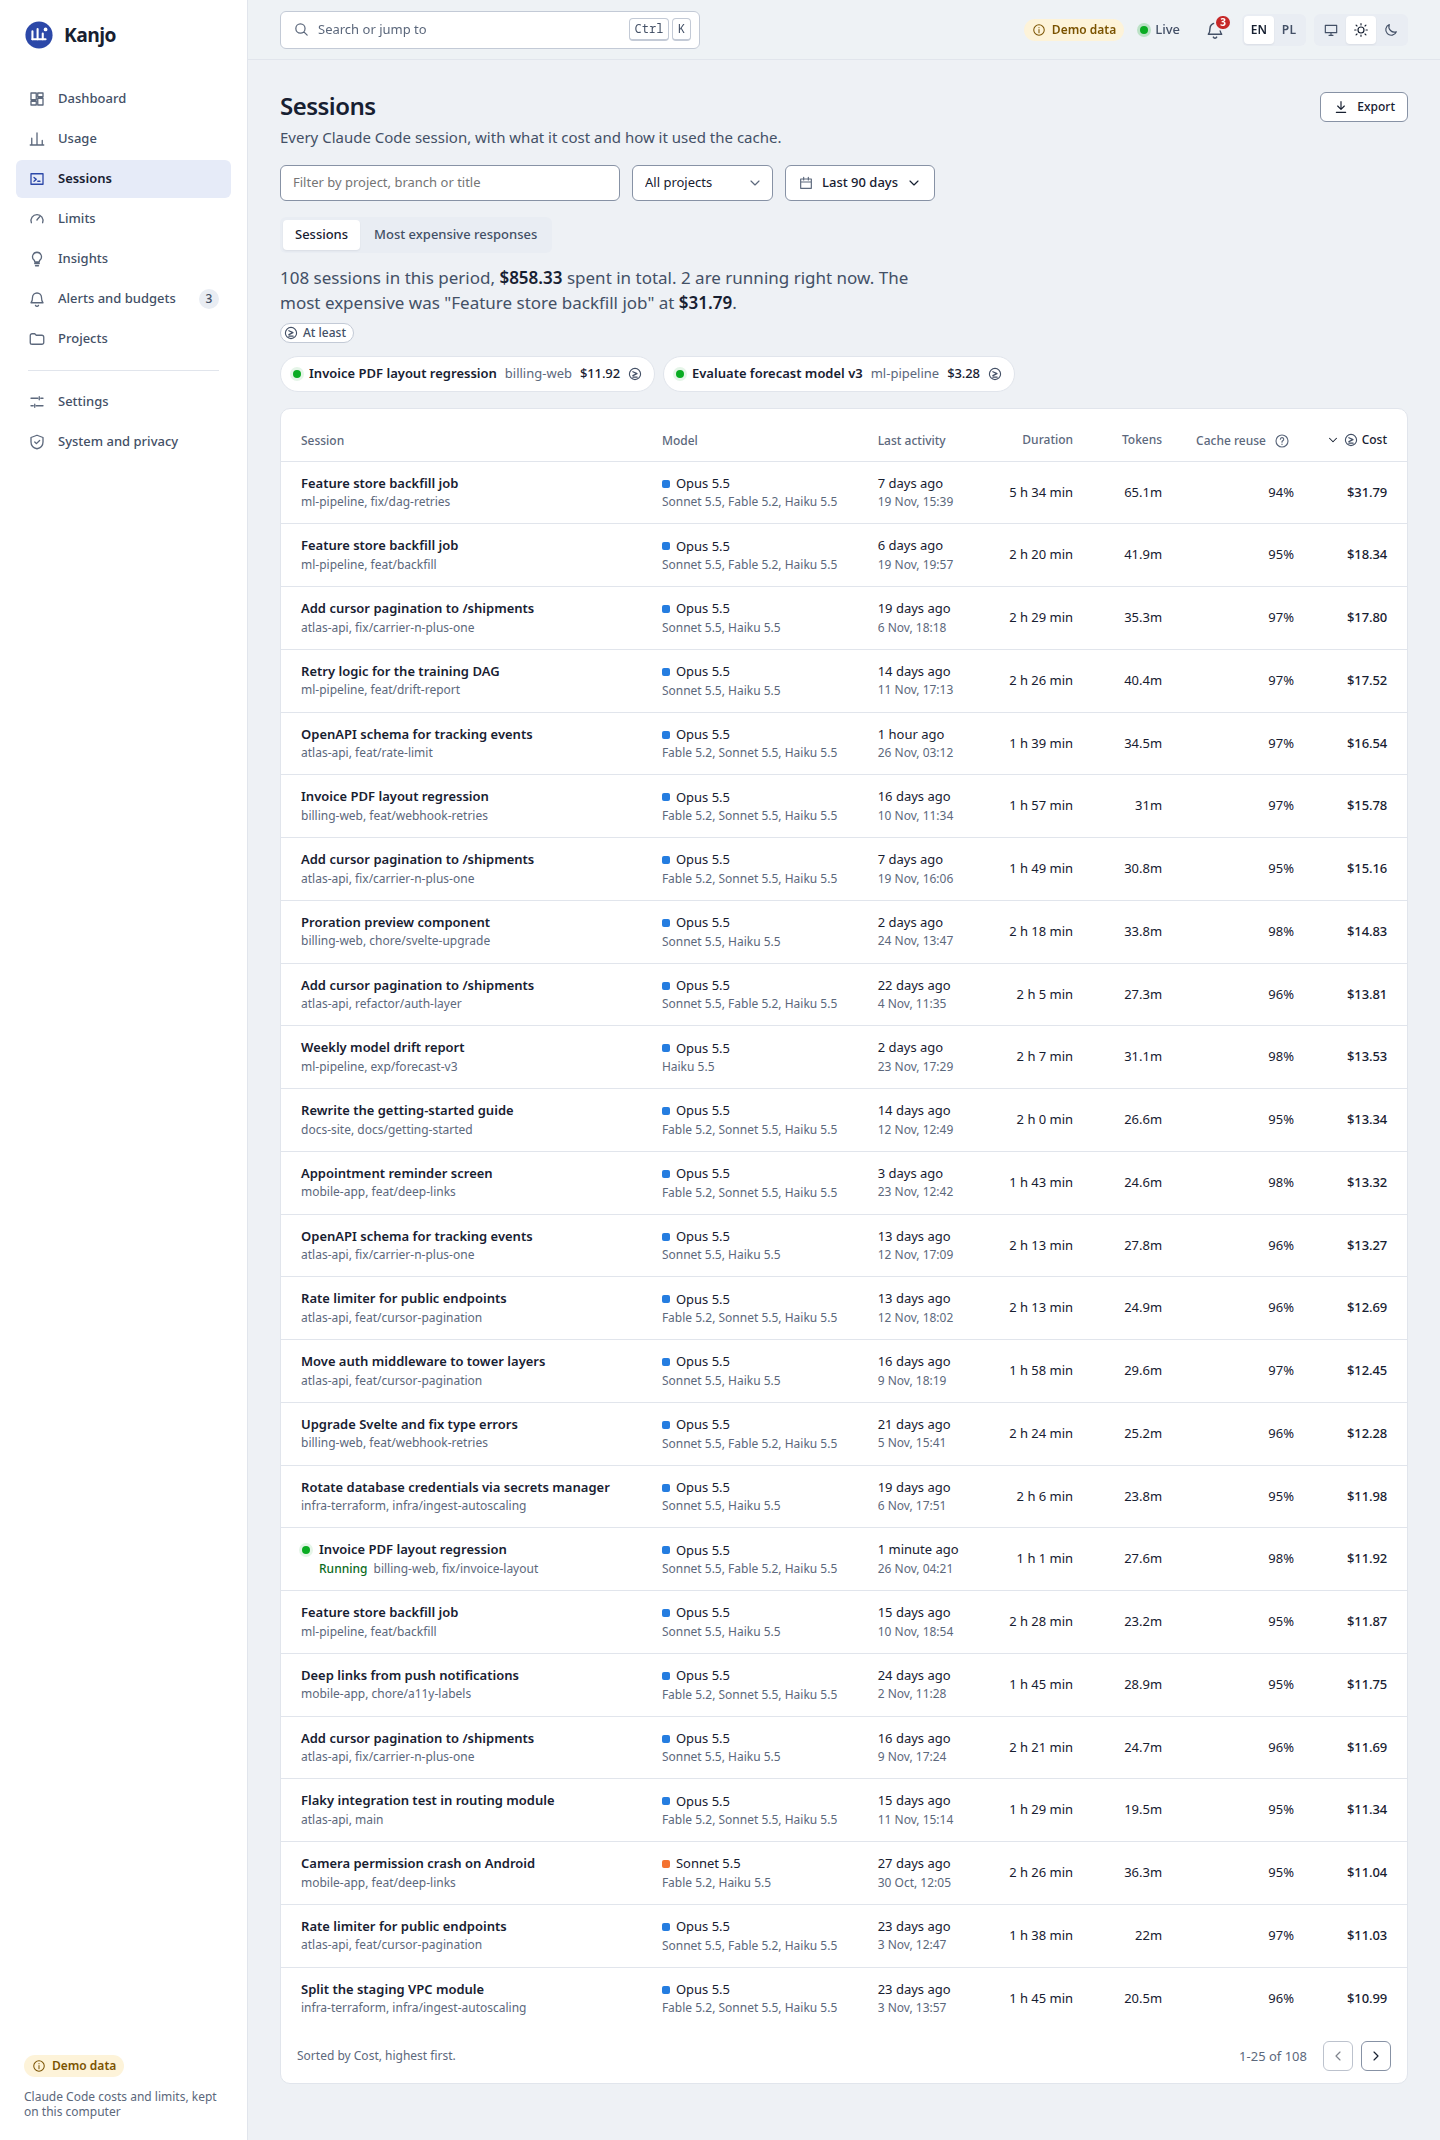 Kanjo
Search or jump to
Ctrl K
Demo data
Live
3
EN PL
Dashboard
Usage
Sessions
Limits
Insights
Alerts and budgets 3
Projects
Settings
System and privacy
Sessions
Export
Every Claude Code session, with what it cost and how it used the cache.
Filter by project, branch or title
All projects
Last 90 days
Sessions
Most expensive responses
108 sessions in this period, $858.33 spent in total. 2 are running right now. The
most expensive was "Feature store backfill job" at $31.79.
At least
Invoice PDF layout regression billing-web $11.92
Evaluate forecast model v3 ml-pipeline $3.28
Session Model Last activity Duration Tokens Cache reuse Cost
Feature store backfill job Opus 5.5 7 days ago 5 h 34 min 65.1m 94% $31.79
ml-pipeline, fix/dag-retries Sonnet 5.5, Fable 5.2, Haiku 5.5 19 Nov, 15:39
Feature store backfill job Opus 5.5 6 days ago 2 h 20 min 41.9m 95% $18.34
ml-pipeline, feat/backfill Sonnet 5.5, Fable 5.2, Haiku 5.5 19 Nov, 19:57
Add cursor pagination to /shipments Opus 5.5 19 days ago 2 h 29 min 35.3m 97% $17.80
atlas-api, fix/carrier-n-plus-one Sonnet 5.5, Haiku 5.5 6 Nov, 18:18
Retry logic for the training DAG Opus 5.5 14 days ago 2 h 26 min 40.4m 97% $17.52
ml-pipeline, feat/drift-report Sonnet 5.5, Haiku 5.5 11 Nov, 17:13
OpenAPI schema for tracking events Opus 5.5 1 hour ago 1 h 39 min 34.5m 97% $16.54
atlas-api, feat/rate-limit Fable 5.2, Sonnet 5.5, Haiku 5.5 26 Nov, 03:12
Invoice PDF layout regression Opus 5.5 16 days ago 1 h 57 min 31m 97% $15.78
billing-web, feat/webhook-retries Fable 5.2, Sonnet 5.5, Haiku 5.5 10 Nov, 11:34
Add cursor pagination to /shipments Opus 5.5 7 days ago 1 h 49 min 30.8m 95% $15.16
atlas-api, fix/carrier-n-plus-one Fable 5.2, Sonnet 5.5, Haiku 5.5 19 Nov, 16:06
Proration preview component Opus 5.5 2 days ago 2 h 18 min 33.8m 98% $14.83
billing-web, chore/svelte-upgrade Sonnet 5.5, Haiku 5.5 24 Nov, 13:47
Add cursor pagination to /shipments Opus 5.5 22 days ago 2 h 5 min 27.3m 96% $13.81
atlas-api, refactor/auth-layer Sonnet 5.5, Fable 5.2, Haiku 5.5 4 Nov, 11:35
Weekly model drift report Opus 5.5 2 days ago 2 h 7 min 31.1m 98% $13.53
ml-pipeline, exp/forecast-v3 Haiku 5.5 23 Nov, 17:29
Rewrite the getting-started guide Opus 5.5 14 days ago 2 h 0 min 26.6m 95% $13.34
docs-site, docs/getting-started Fable 5.2, Sonnet 5.5, Haiku 5.5 12 Nov, 12:49
Appointment reminder screen Opus 5.5 3 days ago 1 h 43 min 24.6m 98% $13.32
mobile-app, feat/deep-links Fable 5.2, Sonnet 5.5, Haiku 5.5 23 Nov, 12:42
OpenAPI schema for tracking events Opus 5.5 13 days ago 2 h 13 min 27.8m 96% $13.27
atlas-api, fix/carrier-n-plus-one Sonnet 5.5, Haiku 5.5 12 Nov, 17:09
Rate limiter for public endpoints Opus 5.5 13 days ago 2 h 13 min 24.9m 96% $12.69
atlas-api, feat/cursor-pagination Fable 5.2, Sonnet 5.5, Haiku 5.5 12 Nov, 18:02
Move auth middleware to tower layers Opus 5.5 16 days ago 1 h 58 min 29.6m 97% $12.45
atlas-api, feat/cursor-pagination Sonnet 5.5, Haiku 5.5 9 Nov, 18:19
Upgrade Svelte and fix type errors Opus 5.5 21 days ago 2 h 24 min 25.2m 96% $12.28
billing-web, feat/webhook-retries Sonnet 5.5, Fable 5.2, Haiku 5.5 5 Nov, 15:41
Rotate database credentials via secrets manager Opus 5.5 19 days ago 2 h 6 min 23.8m 95% $11.98
infra-terraform, infra/ingest-autoscaling Sonnet 5.5, Haiku 5.5 6 Nov, 17:51
Invoice PDF layout regression Opus 5.5 1 minute ago 1 h 1 min 27.6m 98% $11.92
Running billing-web, fix/invoice-layout Sonnet 5.5, Fable 5.2, Haiku 5.5 26 Nov, 04:21
Feature store backfill job Opus 5.5 15 days ago 2 h 28 min 23.2m 95% $11.87
ml-pipeline, feat/backfill Sonnet 5.5, Haiku 5.5 10 Nov, 18:54
Deep links from push notifications Opus 5.5 24 days ago 1 h 45 min 28.9m 95% $11.75
mobile-app, chore/a11y-labels Fable 5.2, Sonnet 5.5, Haiku 5.5 2 Nov, 11:28
Add cursor pagination to /shipments Opus 5.5 16 days ago 2 h 21 min 24.7m 96% $11.69
atlas-api, fix/carrier-n-plus-one Sonnet 5.5, Haiku 5.5 9 Nov, 17:24
Flaky integration test in routing module Opus 5.5 15 days ago 1 h 29 min 19.5m 95% $11.34
atlas-api, main Fable 5.2, Sonnet 5.5, Haiku 5.5 11 Nov, 15:14
Camera permission crash on Android Sonnet 5.5 27 days ago 2 h 26 min 36.3m 95% $11.04
mobile-app, feat/deep-links Fable 5.2, Haiku 5.5 30 Oct, 12:05
Rate limiter for public endpoints Opus 5.5 23 days ago 1 h 38 min 22m 97% $11.03
atlas-api, feat/cursor-pagination Sonnet 5.5, Fable 5.2, Haiku 5.5 3 Nov, 12:47
Split the staging VPC module Opus 5.5 23 days ago 1 h 45 min 20.5m 96% $10.99
infra-terraform, infra/ingest-autoscaling Fable 5.2, Sonnet 5.5, Haiku 5.5 3 Nov, 13:57
Sorted by Cost, highest first.
1-25 of 108
Demo data
Claude Code costs and limits, kept
on this computer